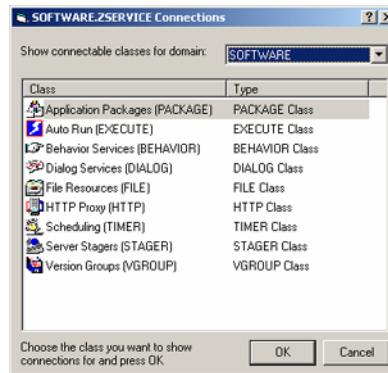 SOFTWARE.ZSERVICE Connections
Show connectable classes for domain: SOFTWARE
Class Type
Application Packages (PACKAGE) PACKAGE Class
Auto Run (EXECUTE) EXECUTE Class
Behavior Services (BEHAVIOR) BEHAVIOR Class
Dialog Services (DIALOG) DIALOG Class
File Resources (FILE) FILE Class
HTTP Proxy (HTTP) HTTP Class
Scheduling (TIMER) TIMER Class
Server Stagers (STAGER) STAGER Class
Version Groups (VGROUP) VGROUP Class
Choose the class you want to show
connections for and press OK
OK Cancel